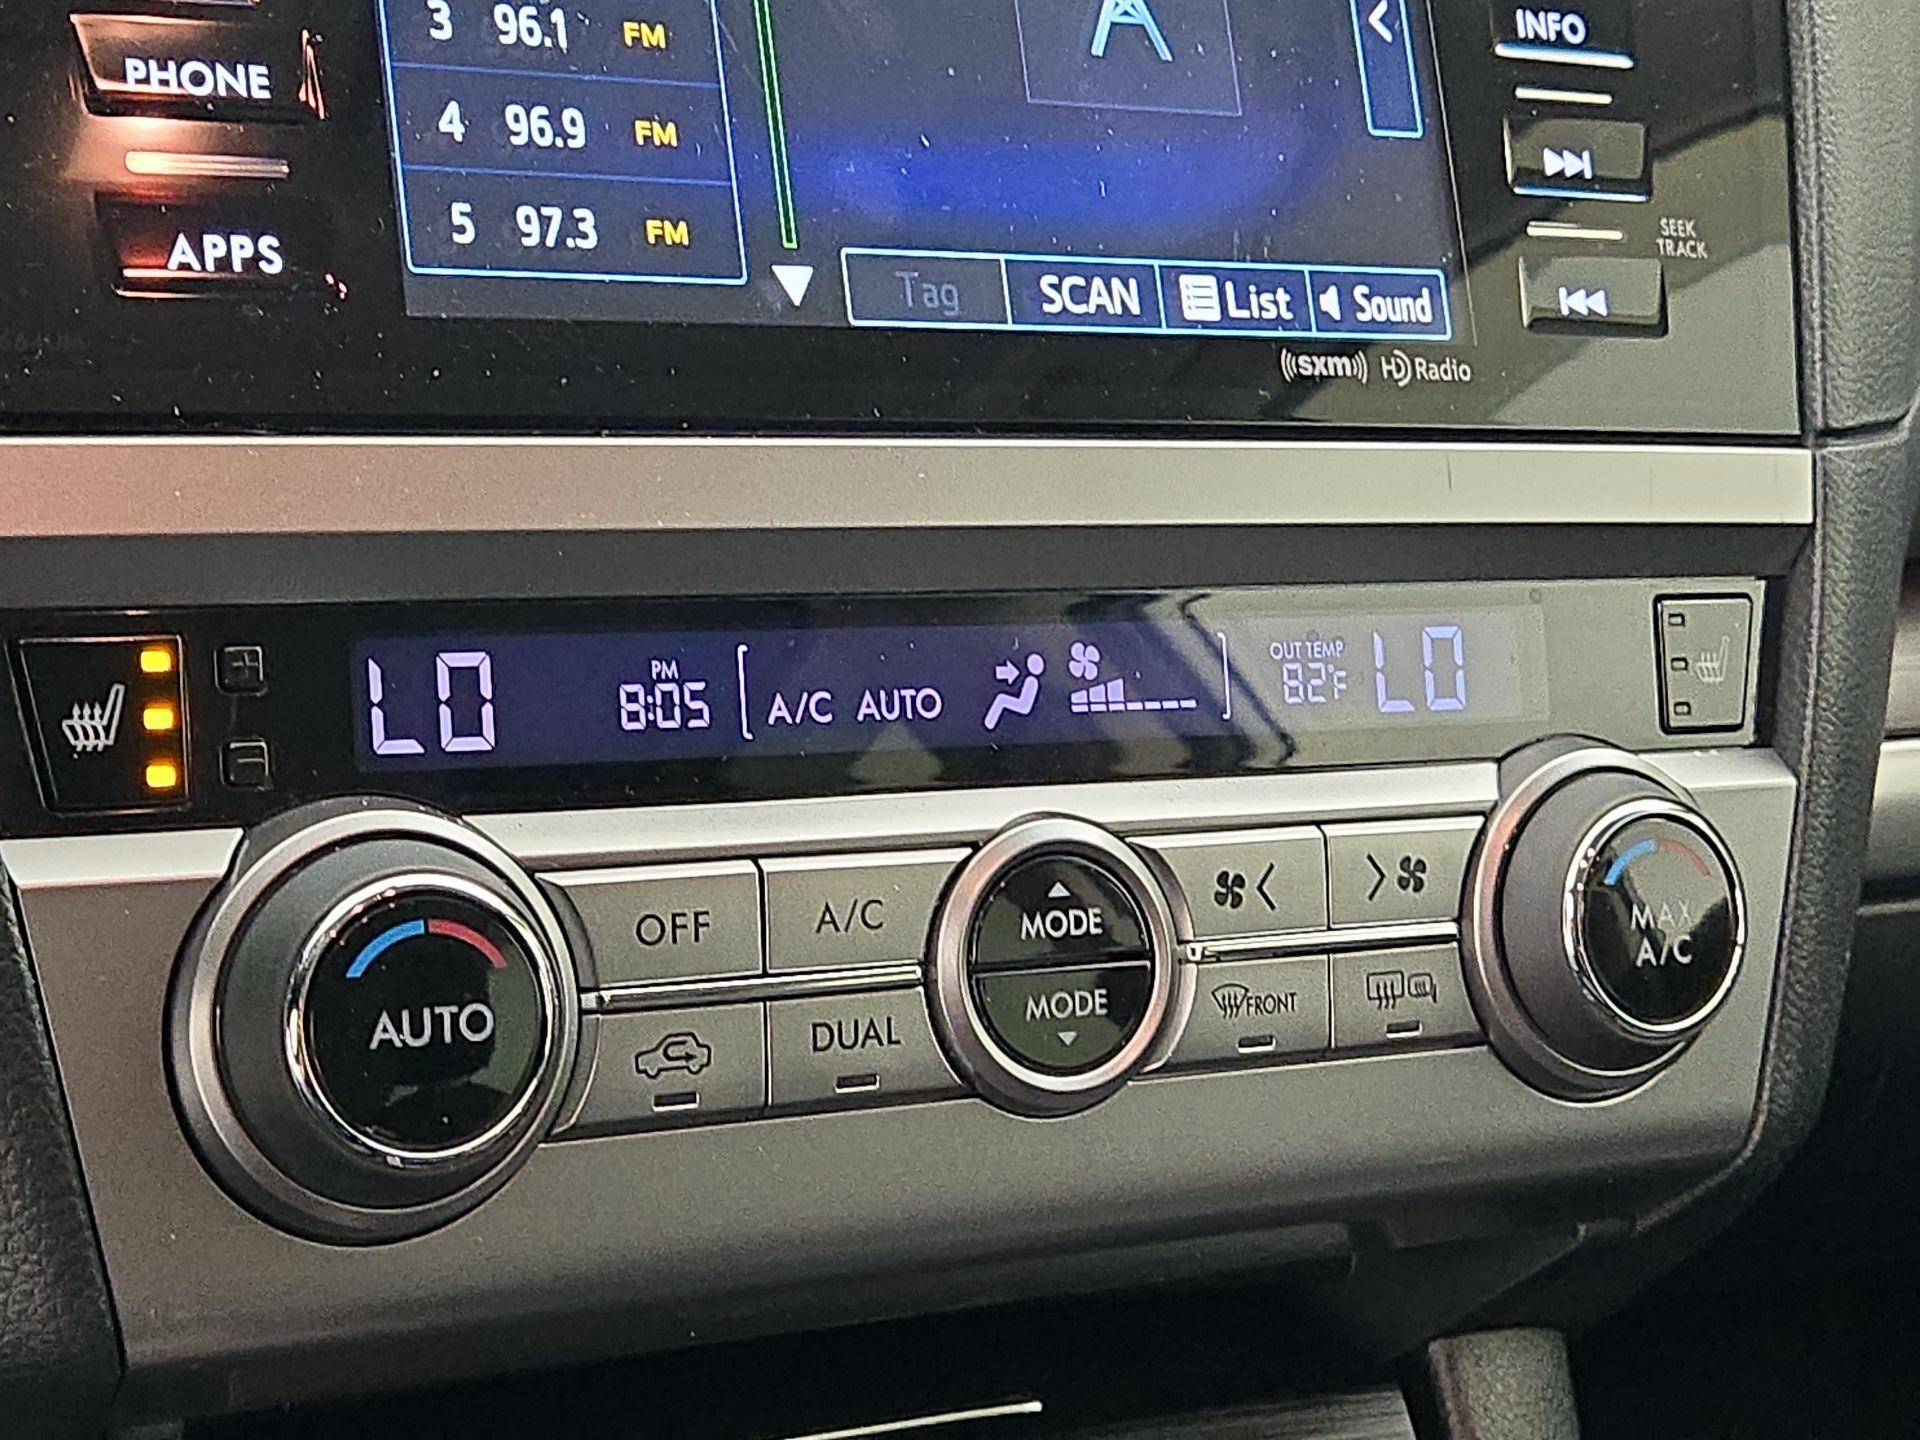 PHONE
APPS
3 96.1 FM
4 96.9 FM
5 97.3 FM
Tag SCAN List Sound
INFO
SEEK
TRACK
((sxm)) HD Radio
LO
PM
8:05
A/C AUTO
OUT TEMP
82°F
LO
AUTO
OFF
A/C
DUAL
MODE
MODE
FRONT
MAX
A/C